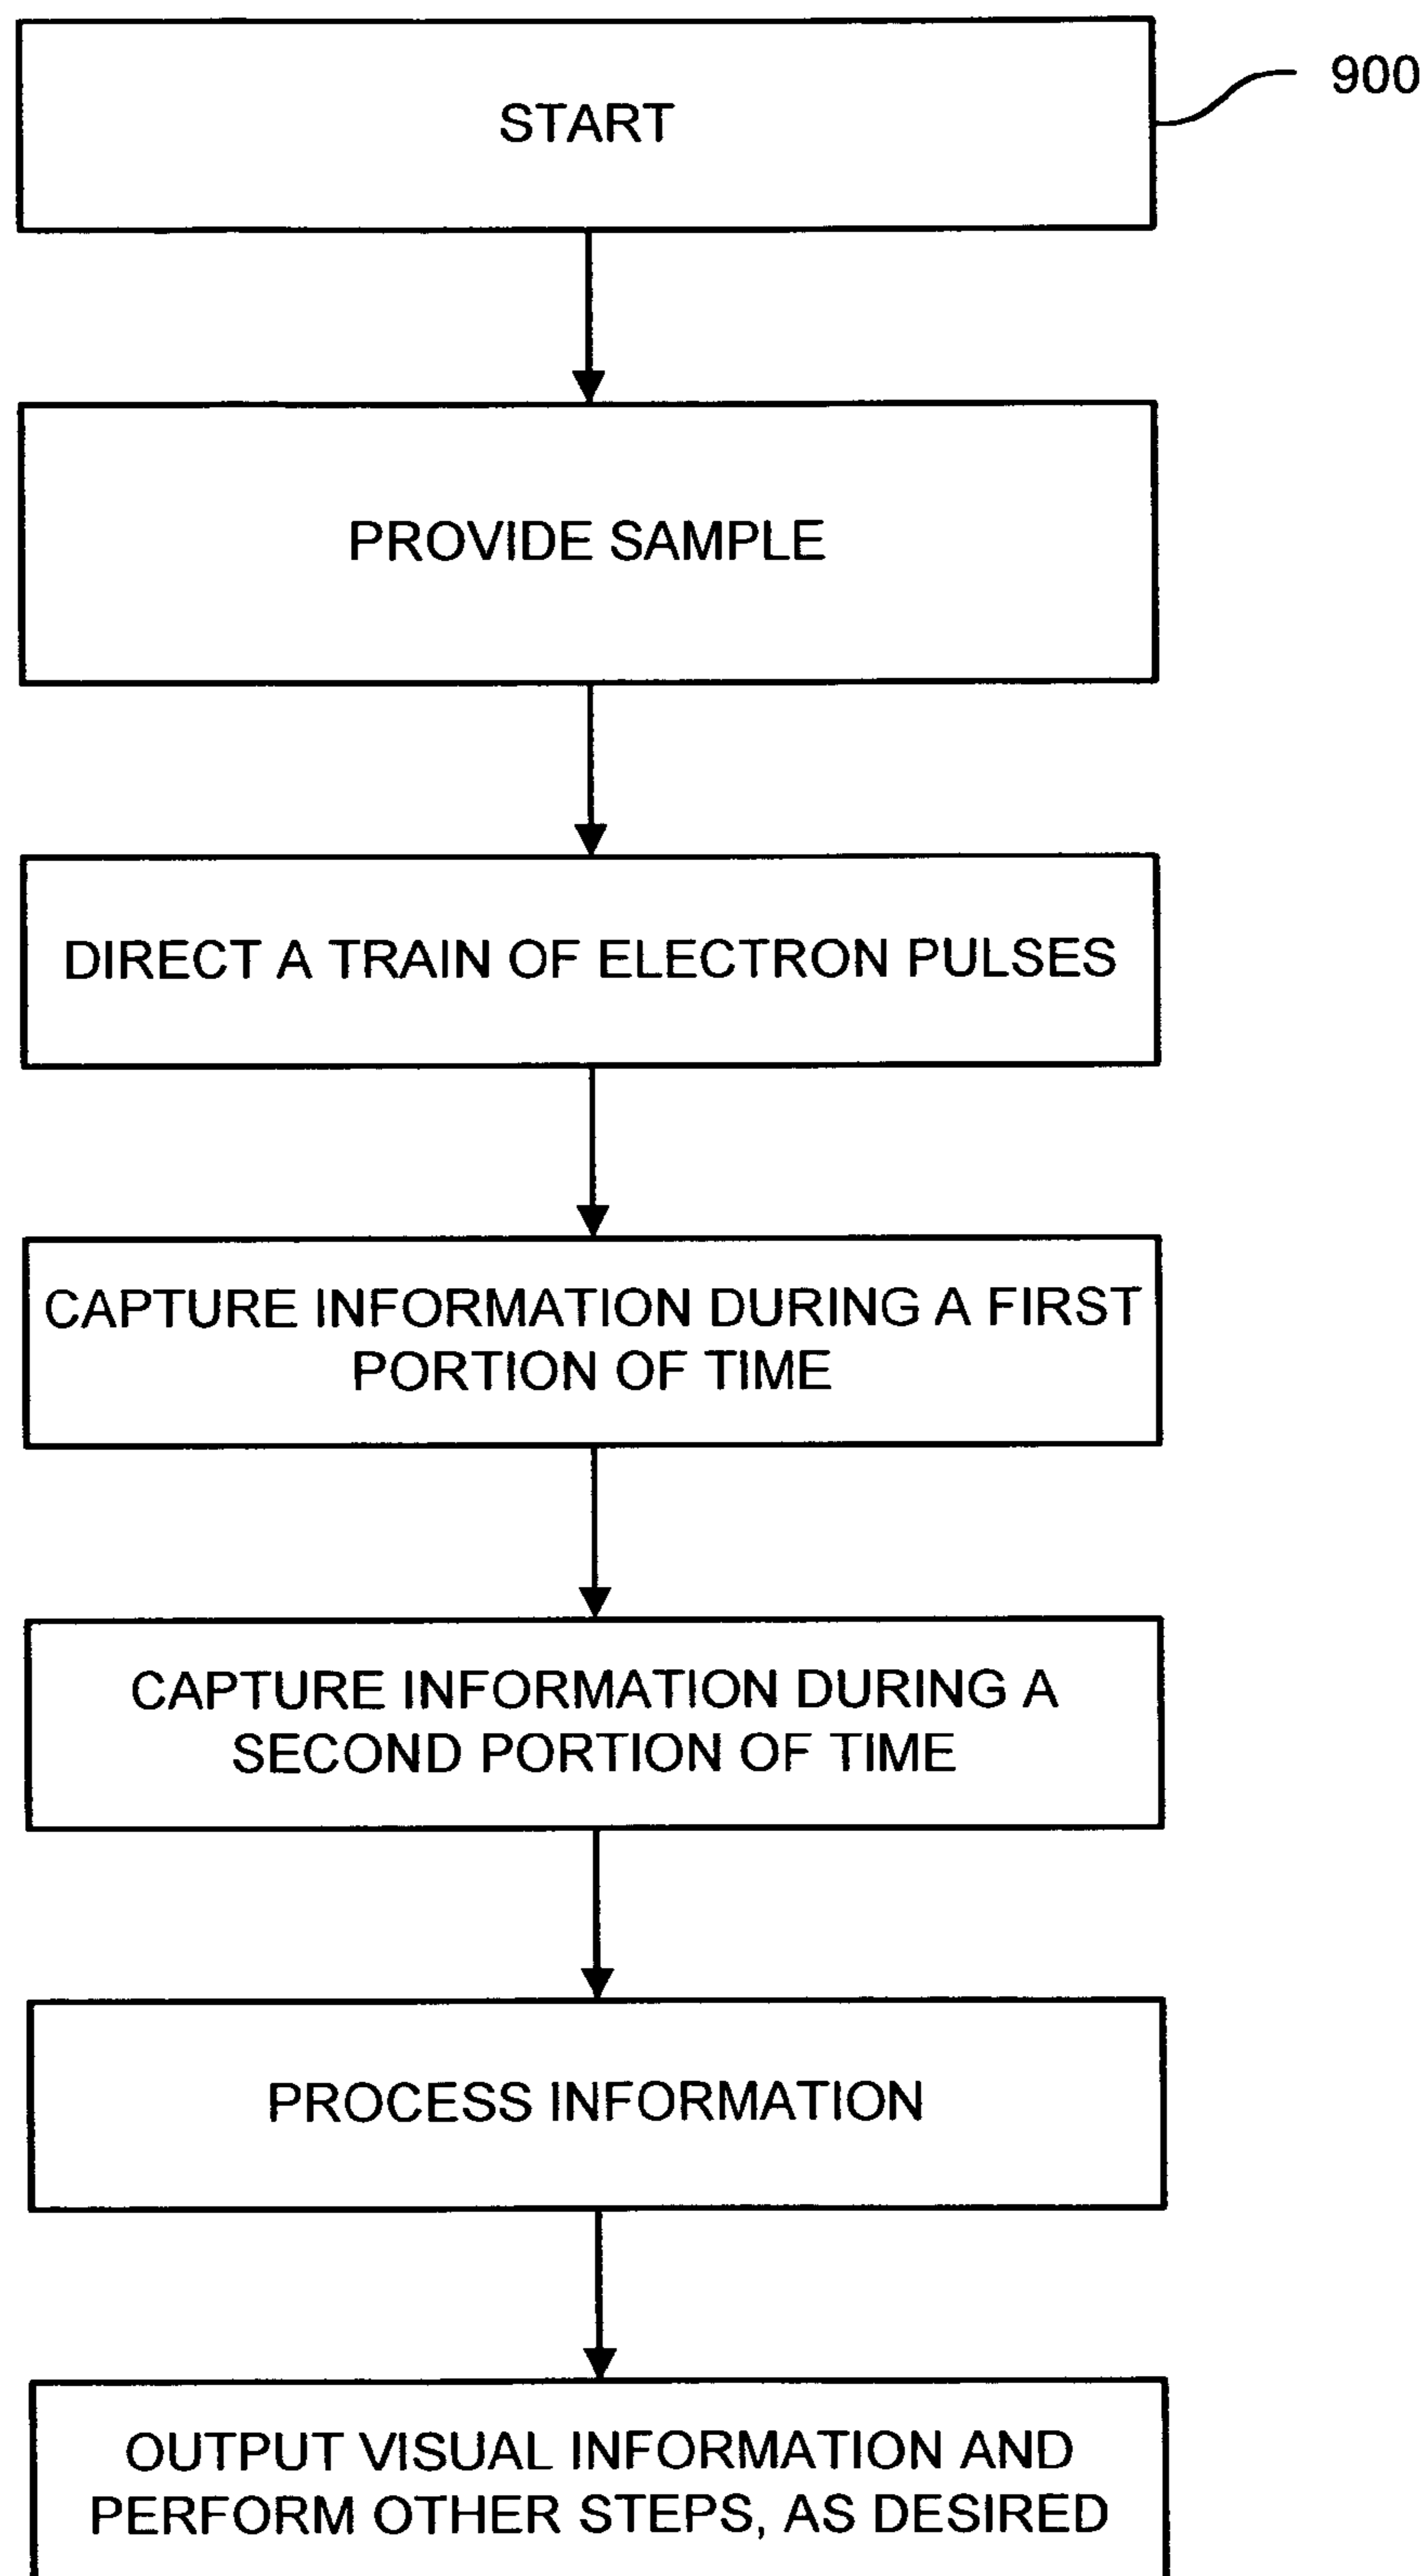 START
900
PROVIDE SAMPLE
DIRECT A TRAIN OF ELECTRON PULSES
CAPTURE INFORMATION DURING A FIRST
PORTION OF TIME
CAPTURE INFORMATION DURING A
SECOND PORTION OF TIME
PROCESS INFORMATION
OUTPUT VISUAL INFORMATION AND
PERFORM OTHER STEPS, AS DESIRED